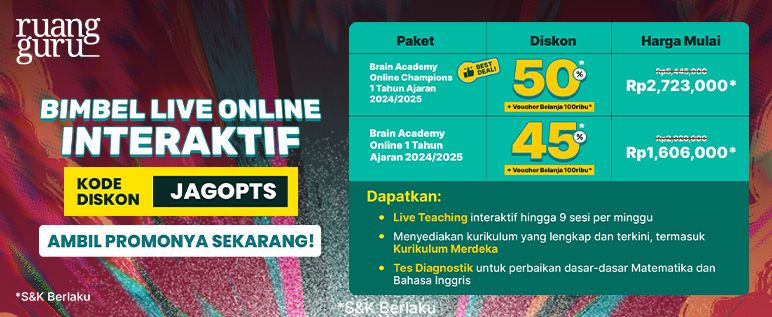 ruang
guru
BIMBEL LIVE ONLINE
INTERAKTIF
KODE
DISKON
JAGOPTS
AMBIL PROMONYA SEKARANG!
*S&K Berlaku
Paket Diskon Harga Mulai
Brain Academy
Online Champions
1 Tahun Ajaran
2024/2025
BEST
DEAL!
50%*
+ Voucher Belanja 100ribu*
Rp5,445,000
Rp2,723,000*
Brain Academy
Online 1 Tahun
Ajaran 2024/2025
45%*
+ Voucher Belanja 100ribu*
Rp1,606,000*
Dapatkan:
• Live Teaching interaktif hingga 9 sesi per minggu
• Menyediakan kurikulum yang lengkap dan terkini, termasuk
Kurikulum Merdeka
• Tes Diagnostik untuk perbaikan dasar-dasar Matematika dan
Bahasa Inggris
*S&K Berlaku